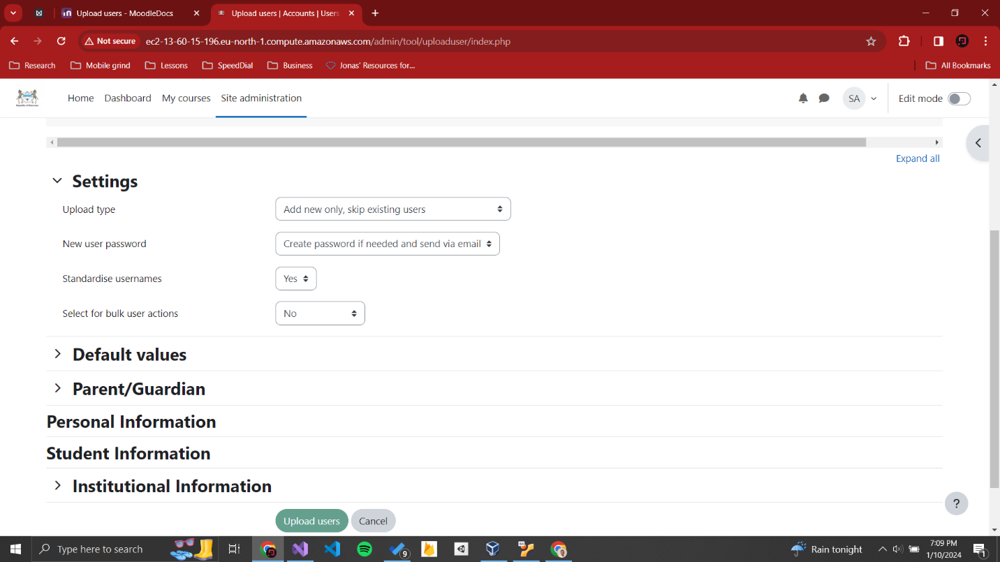 Upload users - MoodleDocs
Upload users | Accounts | Users
Not secure
ec2-13-60-15-196.eu-north-1.compute.amazonaws.com/admin/tool/uploaduser/index.php
Research
Mobile grind
Lessons
SpeedDial
Business
Jonas' Resources for...
All Bookmarks
Home
Dashboard
My courses
Site administration
SA
Edit mode
Expand all
Settings
Upload type
Add new only, skip existing users
New user password
Create password if needed and send via email
Standardise usernames
Yes
Select for bulk user actions
No
Default values
Parent/Guardian
Personal Information
Student Information
Institutional Information
?
Upload users
Cancel
Type here to search
9
Rain tonight
7:09 PM
1/10/2024
1